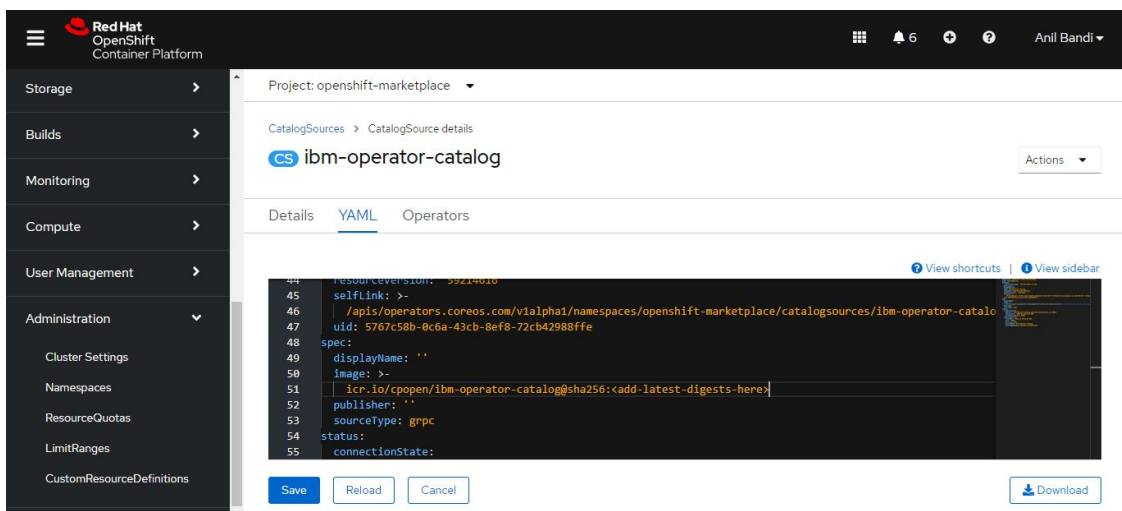 Red Hat
OpenShift
Container Platform
6
Anil Bandi
Storage
Builds
Monitoring
Compute
User Management
Administration
Cluster Settings
Namespaces
ResourceQuotas
LimitRanges
CustomResourceDefinitions
Project: openshift-marketplace
CatalogSources > CatalogSource details
CS ibm-operator-catalog
Actions
Details YAML Operators
View shortcuts | View sidebar
44 resourceVersion: '59214616'
45 selfLink: >-
46 /apis/operators.coreos.com/v1alpha1/namespaces/openshift-marketplace/catalogsources/ibm-operator-catalo
47 uid: 5767c58b-0c6a-43cb-8ef8-72cb42988ffe
48 spec:
49 displayName: ''
50 image: >-
51 icr.io/cpopen/ibm-operator-catalog@sha256:<add-latest-digests-here>
52 publisher: ''
53 sourceType: grpc
54 status:
55 connectionState:
Save Reload Cancel
Download